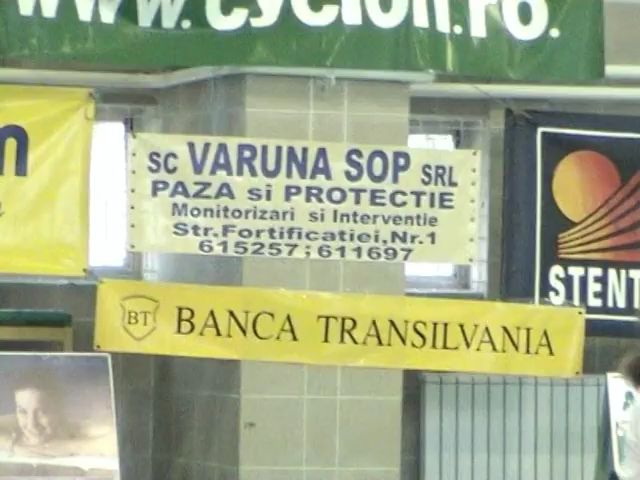 www.cyclon.ro.
m
SC VARUNA SOP SRL
PAZA si PROTECTIE
Monitorizari si Interventie
Str.Fortificatiei,Nr.1
615257;611697
STENT
BT BANCA TRANSILVANIA